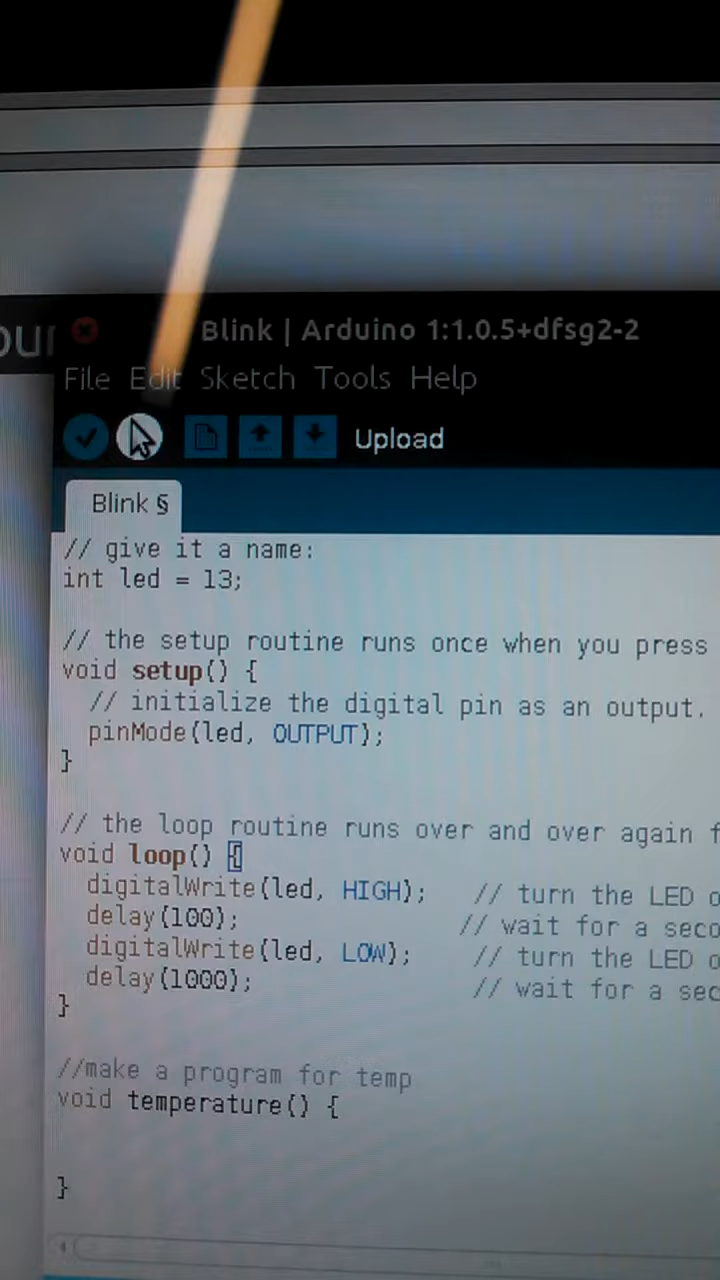 our
Blink | Arduino 1:1.0.5+dfsg2-2
File Edit Sketch Tools Help
Upload
Blink §
// give it a name:
int led = 13;
// the setup routine runs once when you press
void setup() {
// initialize the digital pin as an output.
pinMode(led, OUTPUT);
}
// the loop routine runs over and over again f
void loop() {
digitalWrite(led, HIGH); // turn the LED o
delay(100); // wait for a seco
digitalWrite(led, LOW); // turn the LED o
delay(1000); // wait for a sec
}
//make a program for temp
void temperature() {
}